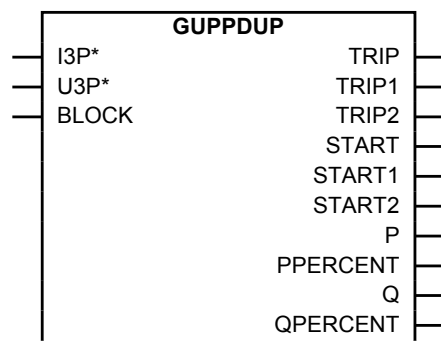 GUPPDUP
I3P* TRIP
U3P* TRIP1
BLOCK TRIP2
START
START1
START2
P
PPERCENT
Q
QPERCENT